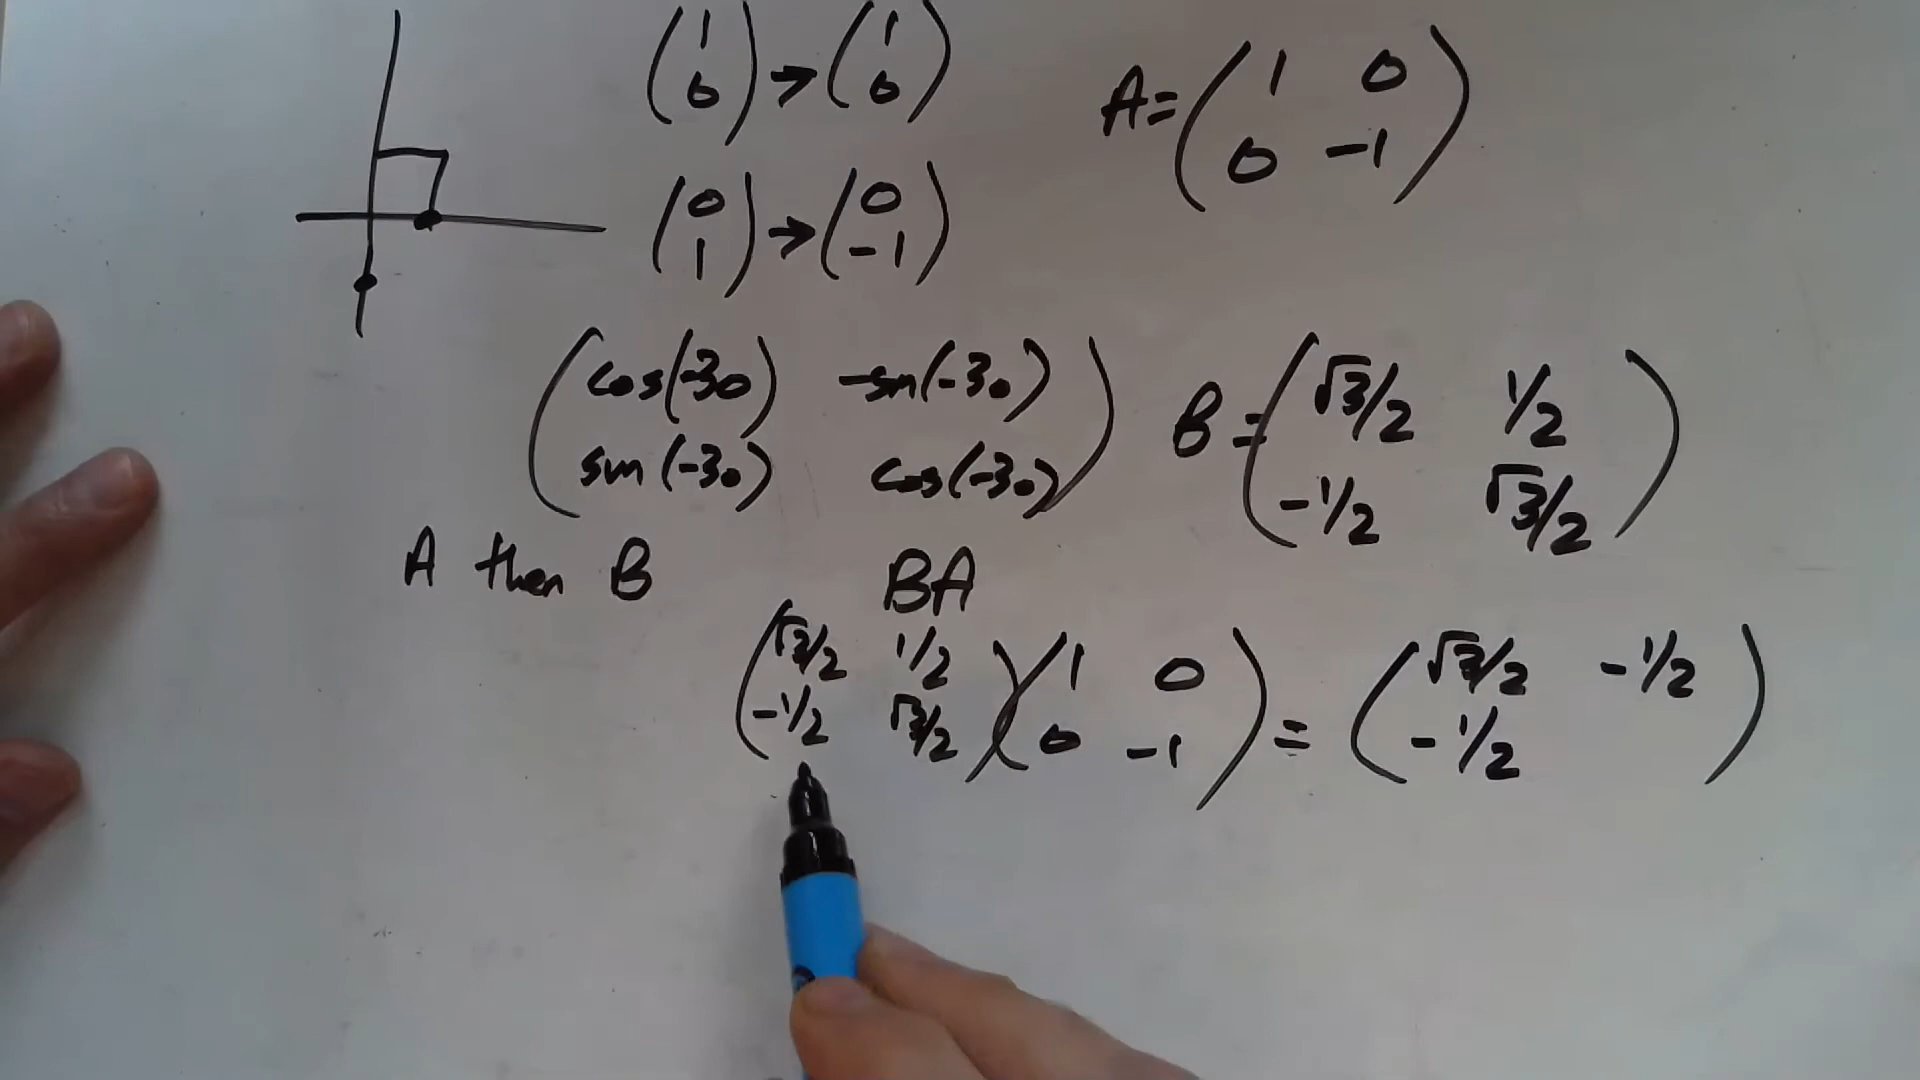 (1 0) → (1 0) A = (1 0 0 -1)
(0 1) → (0 -1)
(cos(-30) -sn(-30) sin(-30) cos(-30)) B = (√3/2 1/2 -1/2 √3/2)
A then B BA
(√3/2 1/2 -1/2 √3/2)(1 0 0 -1) = (√3/2 -1/2 -1/2)